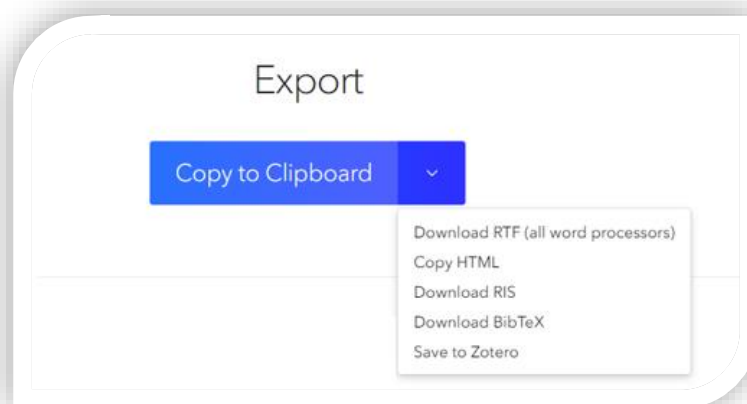 Export
Copy to Clipboard
Download RTF (all word processors)
Copy HTML
Download RIS
Download BibTeX
Save to Zotero